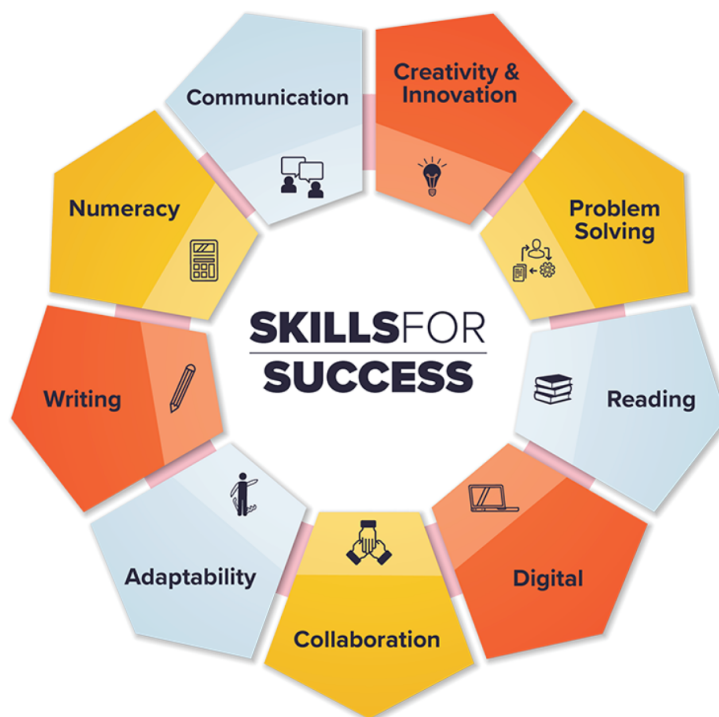 Communication
Creativity &
Innovation
Problem
Solving
Reading
Digital
Collaboration
Adaptability
Writing
Numeracy
SKILLSFOR
SUCCESS